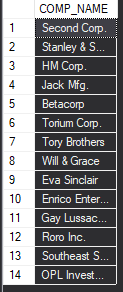 COMP_NAME
1 Second Corp.
2 Stanley & S...
3 HM Corp.
4 Jack Mfg.
5 Betacorp
6 Torium Corp.
7 Tory Brothers
8 Will & Grace
9 Eva Sinclair
10 Enrico Enter...
11 Gay Lussac...
12 Roro Inc.
13 Southeast S...
14 OPL Invest...